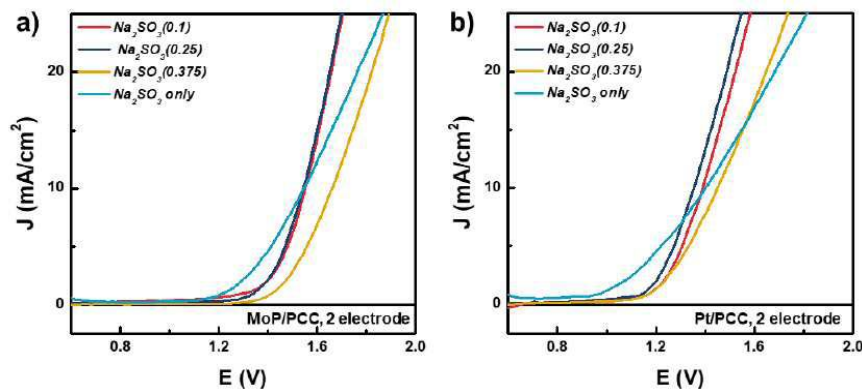 a)
Na₂SO₃(0.1)
Na₂SO₃(0.25)
Na₂SO₃(0.375)
Na₂SO₃ only
J (mA/cm²)
20
10
0
MoP/PCC, 2 electrode
0.8 1.2 1.6 2.0
E (V)
b)
Na₂SO₃(0.1)
Na₂SO₃(0.25)
Na₂SO₃(0.375)
Na₂SO₃ only
J (mA/cm²)
20
10
0
Pt/PCC, 2 electrode
0.8 1.2 1.6 2.0
E (V)